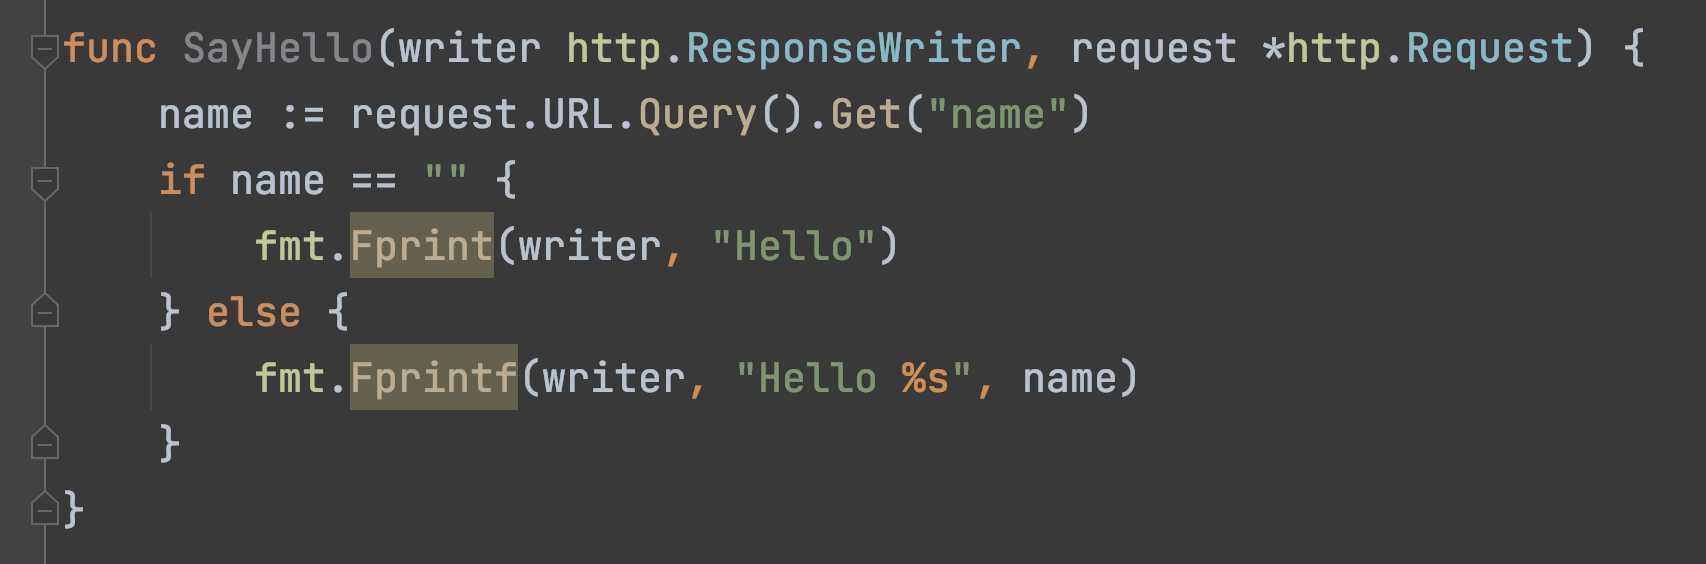 func SayHello(writer http.ResponseWriter, request *http.Request) {
    name := request.URL.Query().Get("name")
    if name == "" {
        fmt.Fprint(writer, "Hello")
    } else {
        fmt.Fprintf(writer, "Hello %s", name)
    }
}